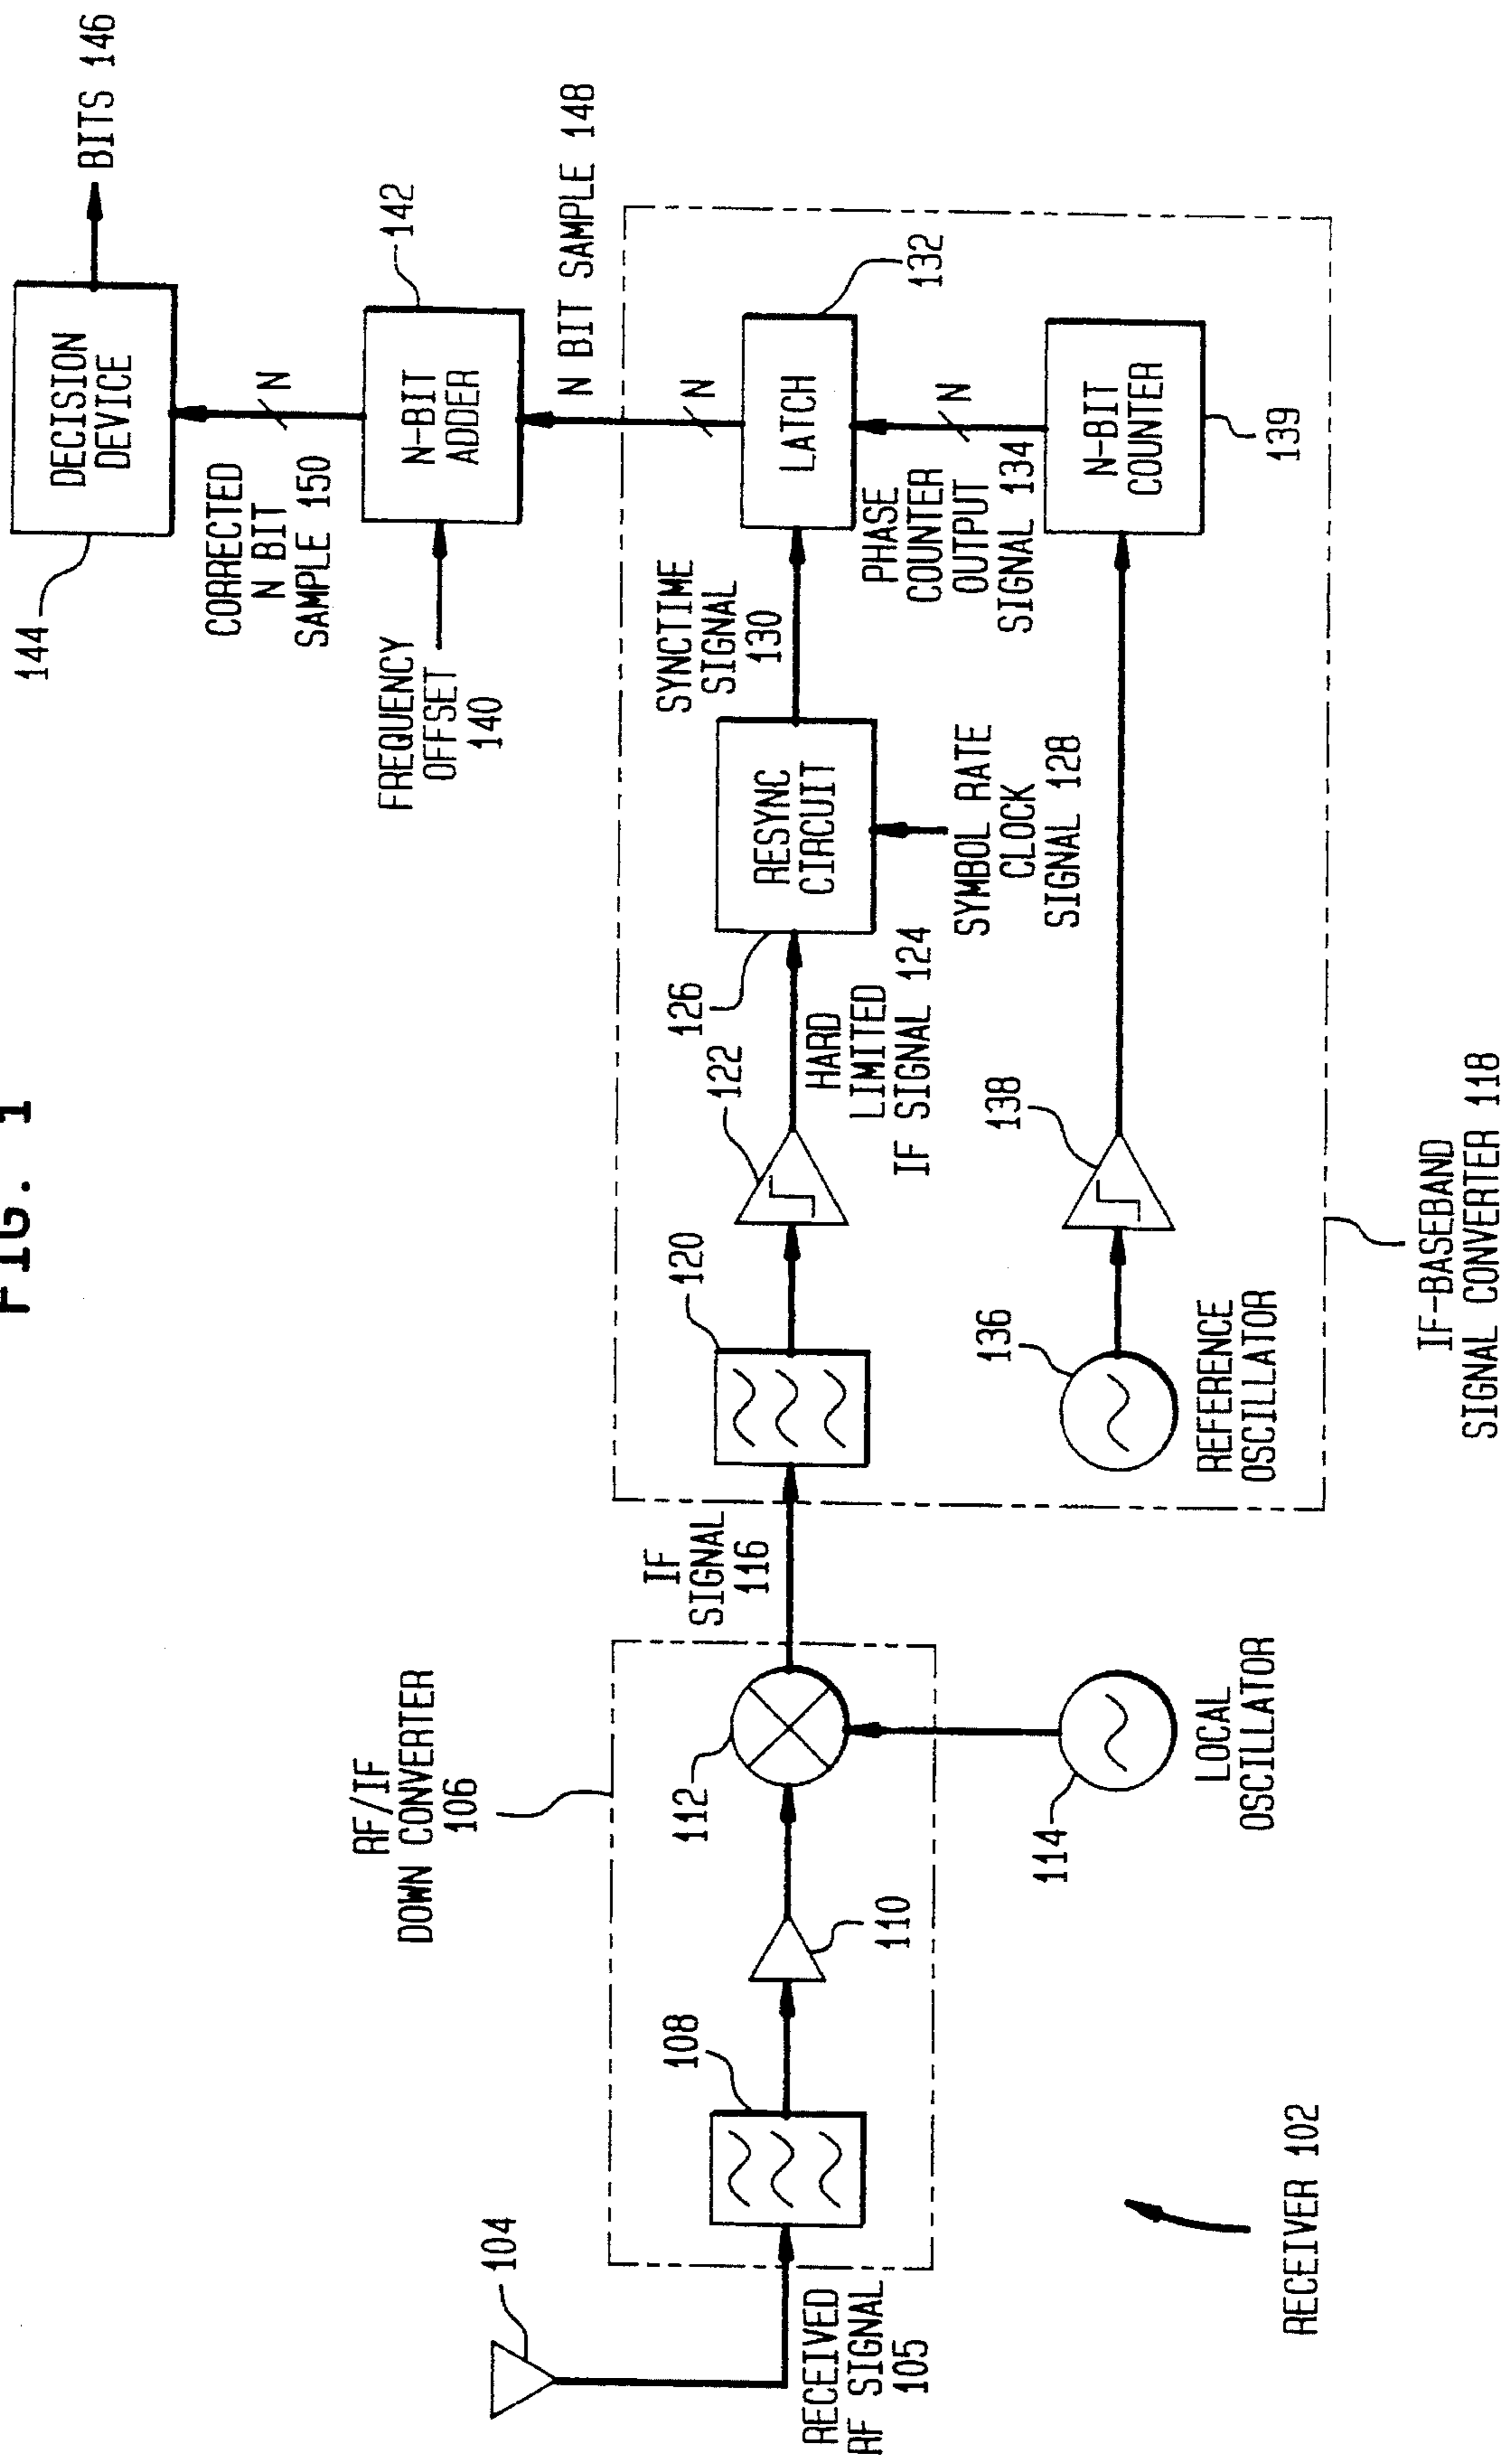 FIG. 1
144
DECISION
DEVICE
BITS 146
CORRECTED
N BIT
SAMPLE 150
N
FREQUENCY
OFFSET
140
N-BIT
ADDER
142
N BIT SAMPLE 148
RF/IF
DOWN CONVERTER
106
104
RECEIVED
RF SIGNAL
105
108
110
112
114
LOCAL
OSCILLATOR
IF
SIGNAL
116
120
122
126
HARD
LIMITED
IF SIGNAL 124
RESYNC
CIRCUIT
SYMBOL RATE
CLOCK
SIGNAL 128
SYNCTIME
SIGNAL
130
LATCH
132
N
N
PHASE
COUNTER
OUTPUT
SIGNAL 134
136
REFERENCE
OSCILLATOR
138
N-BIT
COUNTER
139
IF-BASEBAND
SIGNAL CONVERTER 118
RECEIVER 102